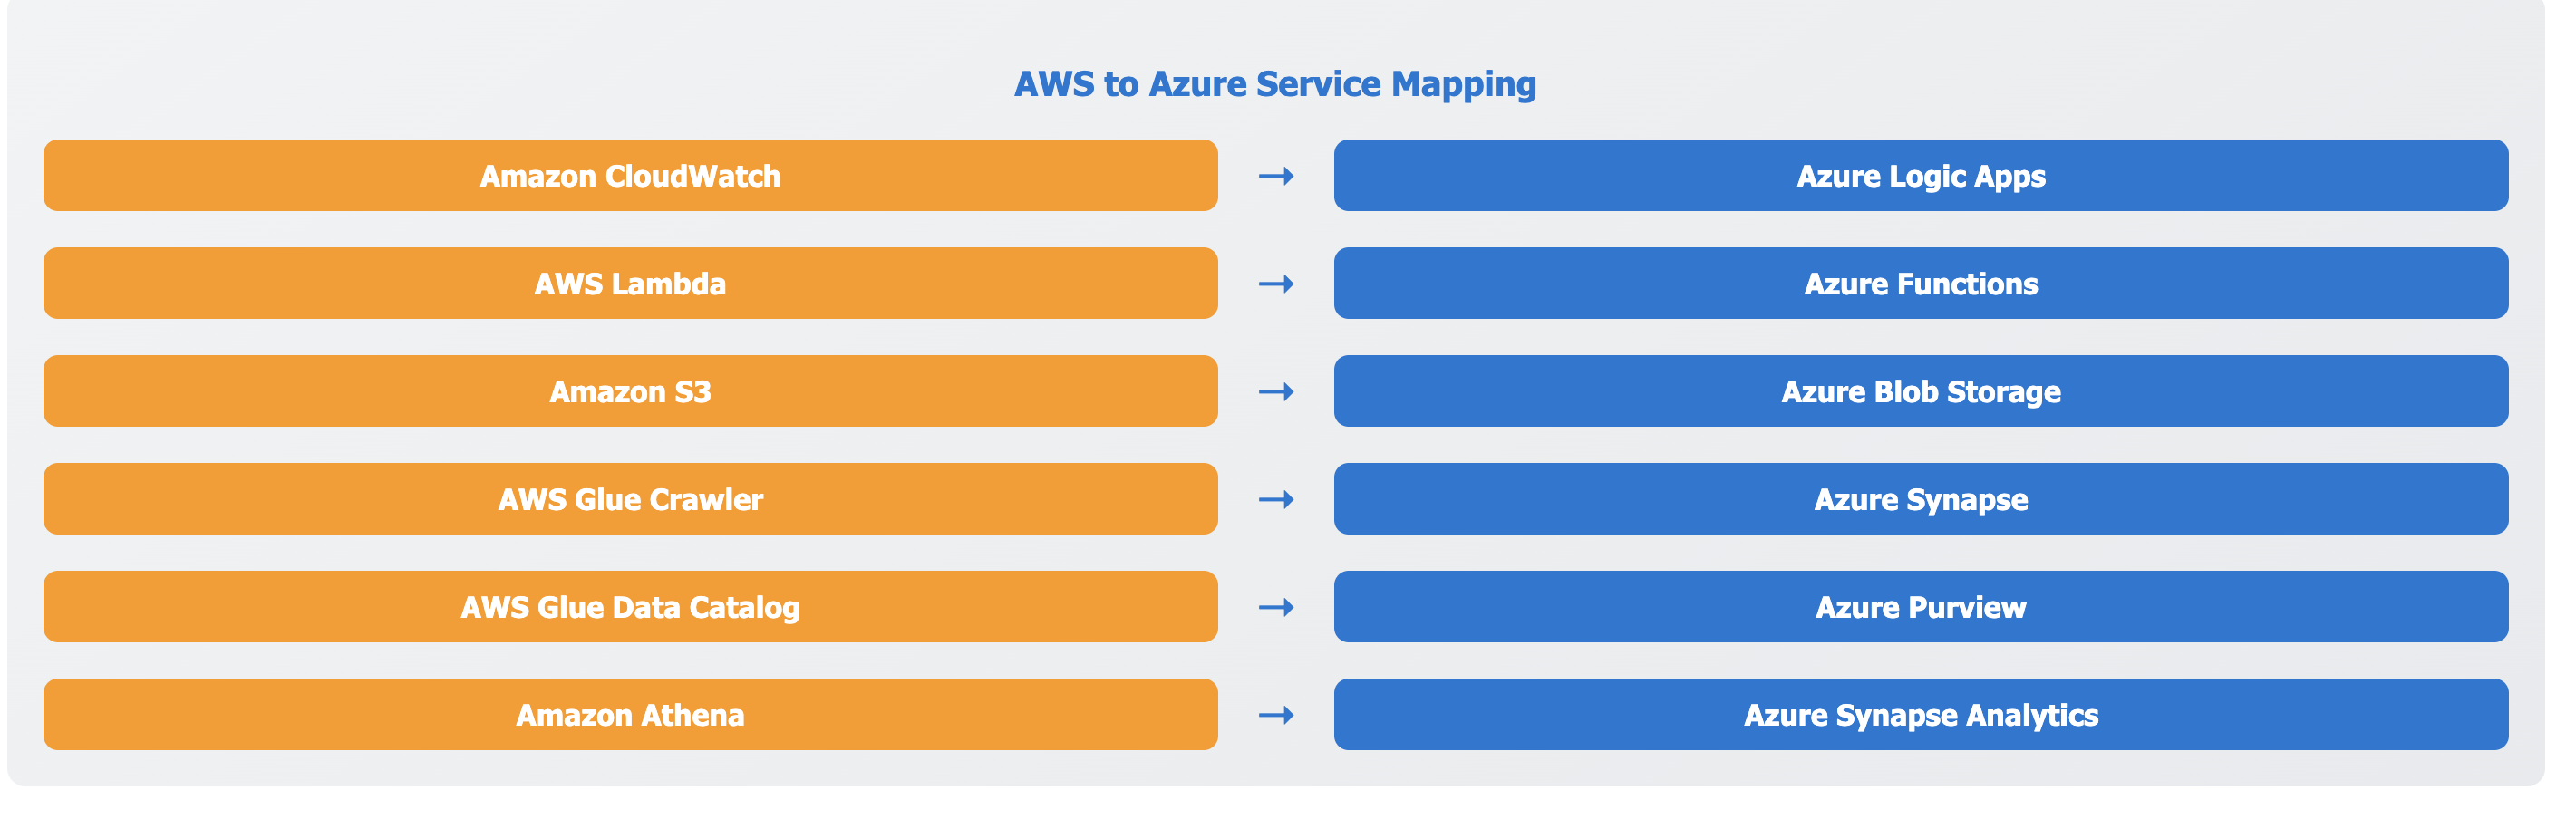 AWS to Azure Service Mapping
Amazon CloudWatch → Azure Logic Apps
AWS Lambda → Azure Functions
Amazon S3 → Azure Blob Storage
AWS Glue Crawler → Azure Synapse
AWS Glue Data Catalog → Azure Purview
Amazon Athena → Azure Synapse Analytics